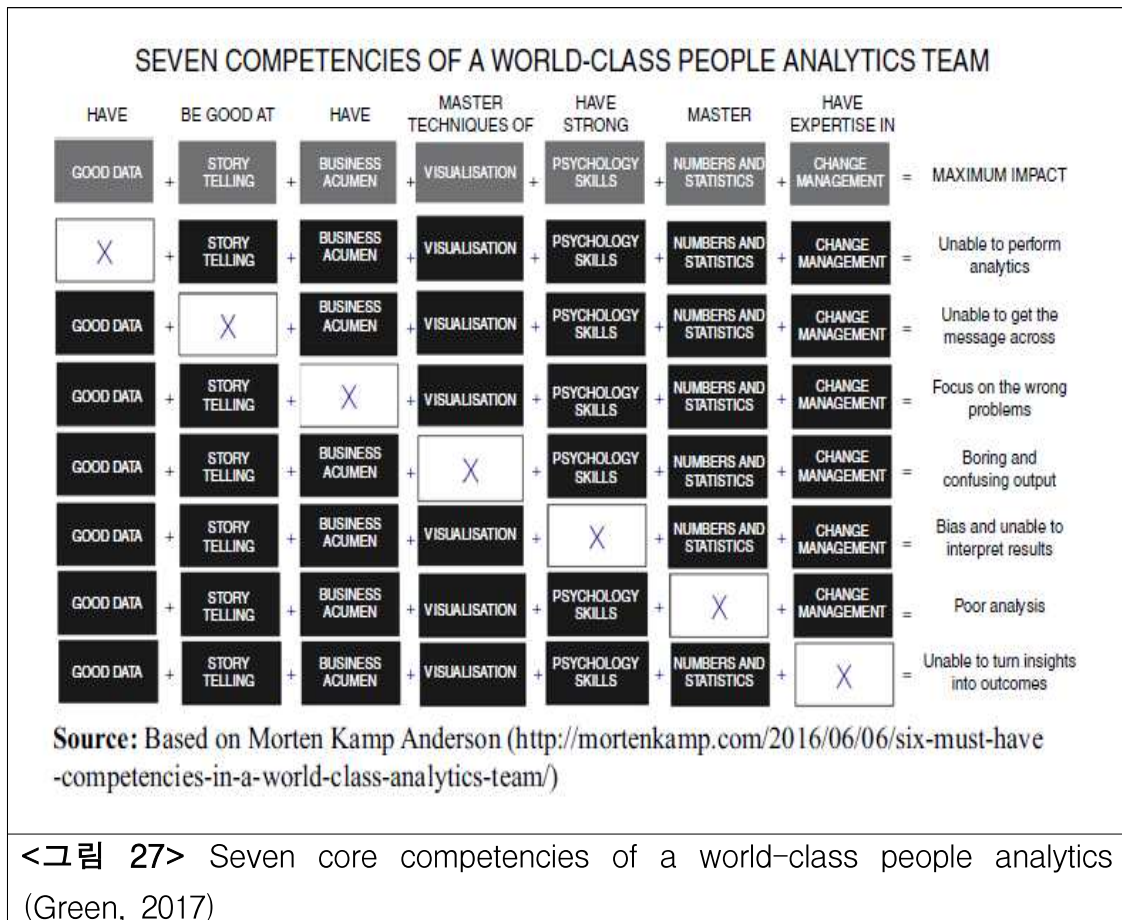 SEVEN COMPETENCIES OF A WORLD-CLASS PEOPLE ANALYTICS TEAM
HAVE BE GOOD AT HAVE MASTER TECHNIQUES OF HAVE STRONG MASTER HAVE EXPERTISE IN
GOOD DATA + STORY TELLING + BUSINESS ACUMEN + VISUALISATION + PSYCHOLOGY SKILLS + NUMBERS AND STATISTICS + CHANGE MANAGEMENT = MAXIMUM IMPACT
X + STORY TELLING + BUSINESS ACUMEN + VISUALISATION + PSYCHOLOGY SKILLS + NUMBERS AND STATISTICS + CHANGE MANAGEMENT = Unable to perform analytics
GOOD DATA + X + BUSINESS ACUMEN + VISUALISATION + PSYCHOLOGY SKILLS + NUMBERS AND STATISTICS + CHANGE MANAGEMENT = Unable to get the message across
GOOD DATA + STORY TELLING + X + VISUALISATION + PSYCHOLOGY SKILLS + NUMBERS AND STATISTICS + CHANGE MANAGEMENT = Focus on the wrong problems
GOOD DATA + STORY TELLING + BUSINESS ACUMEN + X + PSYCHOLOGY SKILLS + NUMBERS AND STATISTICS + CHANGE MANAGEMENT = Boring and confusing output
GOOD DATA + STORY TELLING + BUSINESS ACUMEN + VISUALISATION + X + NUMBERS AND STATISTICS + CHANGE MANAGEMENT = Bias and unable to interpret results
GOOD DATA + STORY TELLING + BUSINESS ACUMEN + VISUALISATION + PSYCHOLOGY SKILLS + X + CHANGE MANAGEMENT = Poor analysis
GOOD DATA + STORY TELLING + BUSINESS ACUMEN + VISUALISATION + PSYCHOLOGY SKILLS + NUMBERS AND STATISTICS + X = Unable to turn insights into outcomes
Source: Based on Morten Kamp Anderson (http://mortenkamp.com/2016/06/06/six-must-have
-competencies-in-a-world-class-analytics-team/)
<그림 27> Seven core competencies of a world-class people analytics
(Green, 2017)